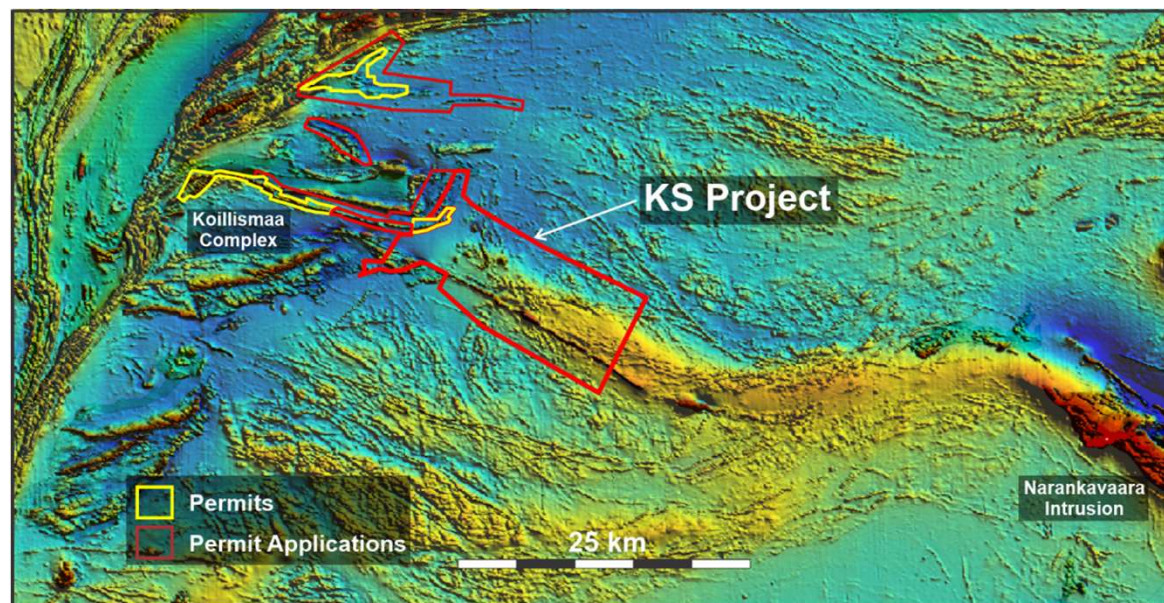 KS Project
Koillismaa
Complex
Permits
Permit Applications
25 km
Narankavaara
Intrusion